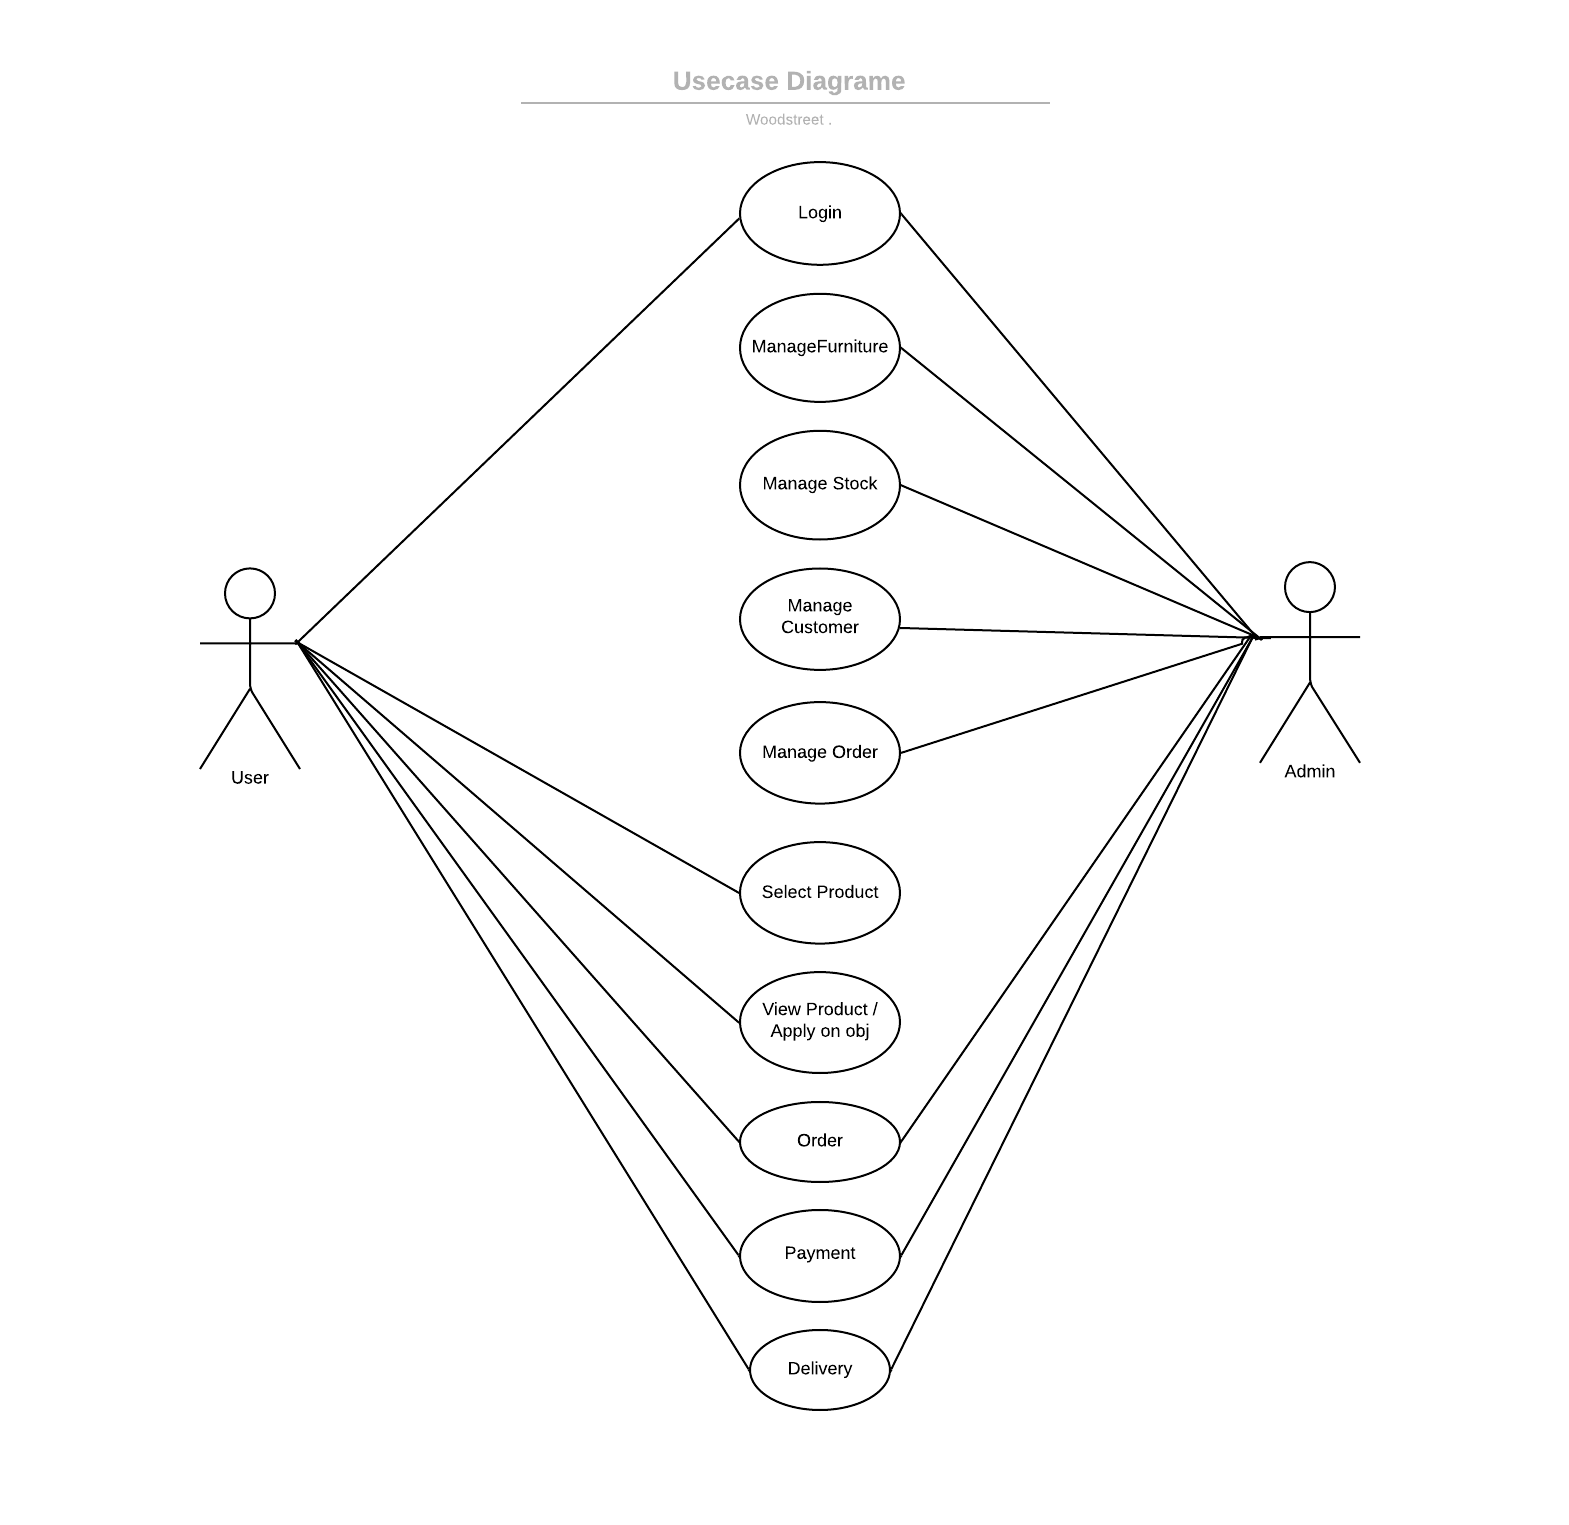 Usecase Diagrame
Woodstreet .
Login
ManageFurniture
Manage Stock
Manage
Customer
Manage Order
User
Admin
Select Product
View Product /
Apply on obj
Order
Payment
Delivery